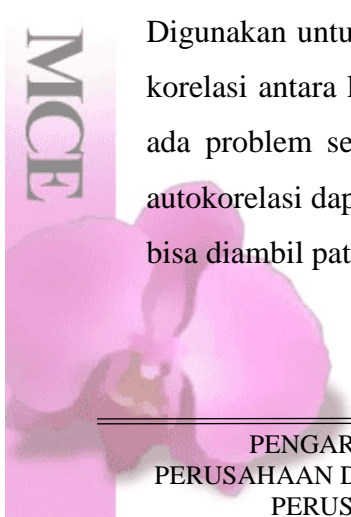 MCE
Digunakan untu
korelasi antara
ada problem se
autokorelasi dap
bisa diambil pat
PENGAR
PERUSAHAAN D
PERUS